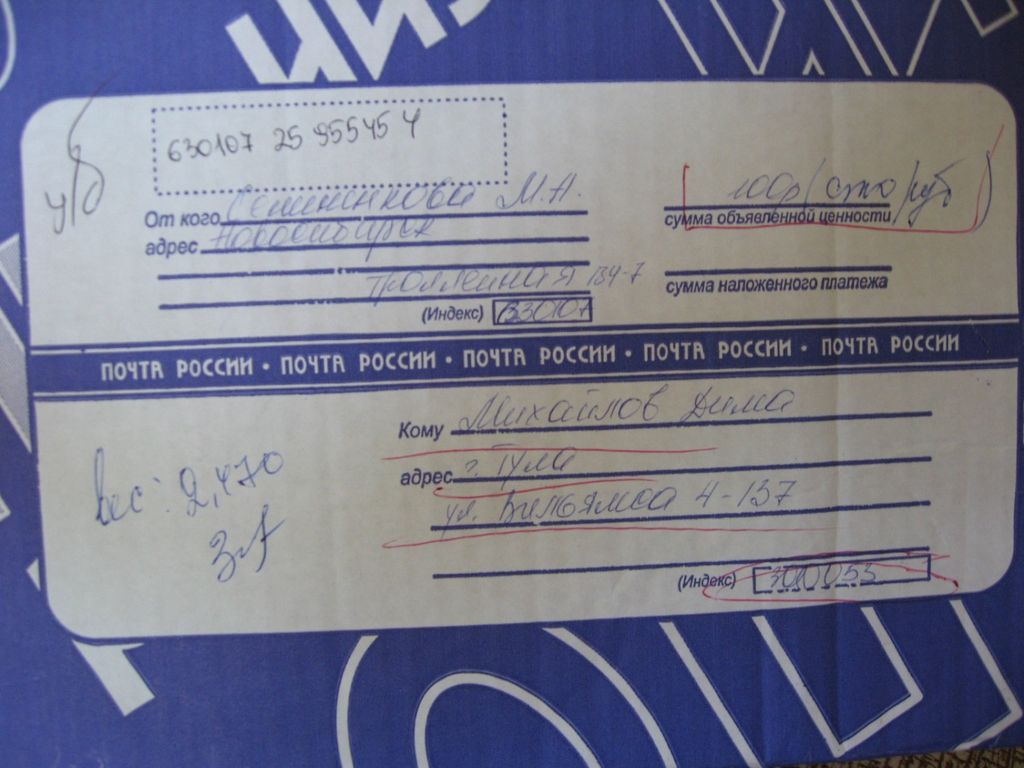 630107 25 95545 4
От кого Семиненкова М.Н.
сумма объявленной ценности 100р (сто руб)
адрес Новосибирск
Троллейная 134-7
сумма наложенного платежа
(Индекс) 630107
ПОЧТА РОССИИ • ПОЧТА РОССИИ • ПОЧТА РОССИИ • ПОЧТА РОССИИ • ПОЧТА РОССИИ
Кому Михайлов Дима
адрес г. Тула
ул. Вильямса 4-137
(Индекс) 300053
вес: 2,470